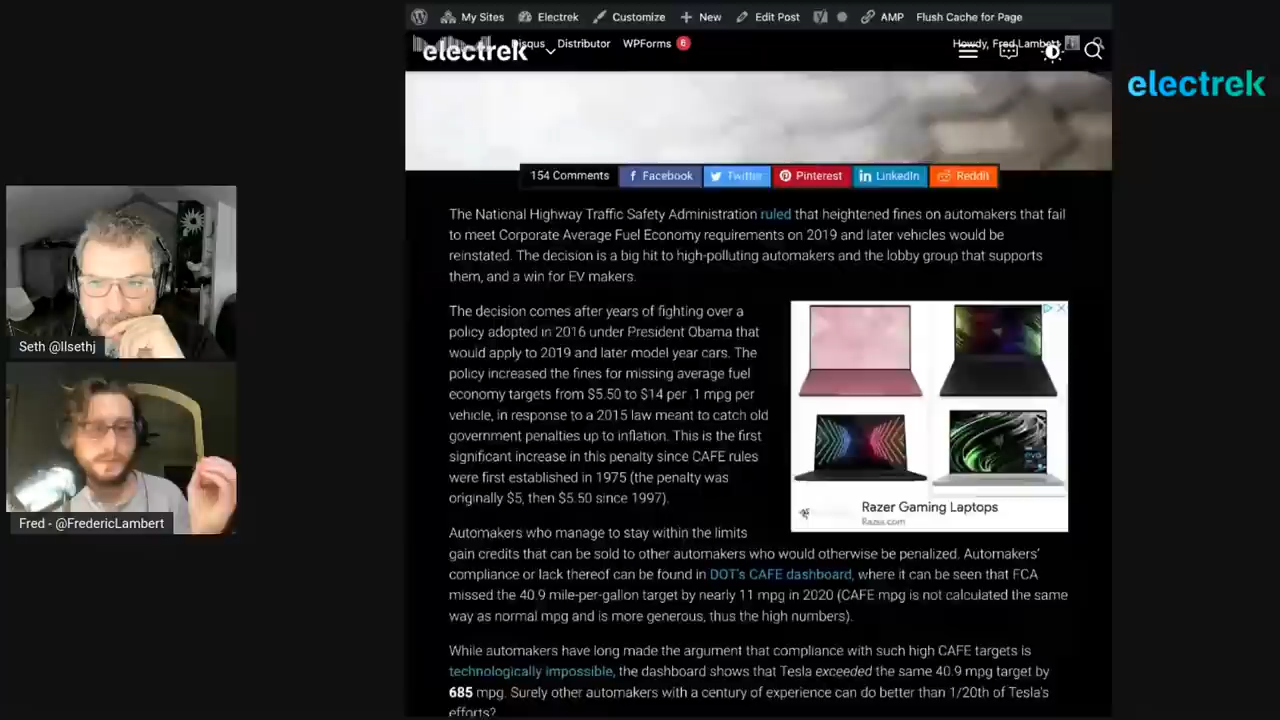 My Sites Electrek Customize New Edit Post AMP Flush Cache for Page
Disqus Distributor WPForms 6 Howdy, Fred Lambert
electrek
electrek
154 Comments Facebook Twitter Pinterest LinkedIn Reddit
The National Highway Traffic Safety Administration ruled that heightened fines on automakers that fail
to meet Corporate Average Fuel Economy requirements on 2019 and later vehicles would be
reinstated. The decision is a big hit to high-polluting automakers and the lobby group that supports
them, and a win for EV makers.
The decision comes after years of fighting over a
policy adopted in 2016 under President Obama that
would apply to 2019 and later model year cars. The
policy increased the fines for missing average fuel
economy targets from $5.50 to $14 per .1 mpg per
vehicle, in response to a 2015 law meant to catch old
government penalties up to inflation. This is the first
significant increase in this penalty since CAFE rules
were first established in 1975 (the penalty was
originally $5, then $5.50 since 1997).
Razer Gaming Laptops
Razer.com
Automakers who manage to stay within the limits
gain credits that can be sold to other automakers who would otherwise be penalized. Automakers'
compliance or lack thereof can be found in DOT's CAFE dashboard, where it can be seen that FCA
missed the 40.9 mile-per-gallon target by nearly 11 mpg in 2020 (CAFE mpg is not calculated the same
way as normal mpg and is more generous, thus the high numbers).
While automakers have long made the argument that compliance with such high CAFE targets is
technologically impossible, the dashboard shows that Tesla exceeded the same 40.9 mpg target by
685 mpg. Surely other automakers with a century of experience can do better than 1/20th of Tesla's
efforts?
Seth @llsethj
Fred - @FredericLambert